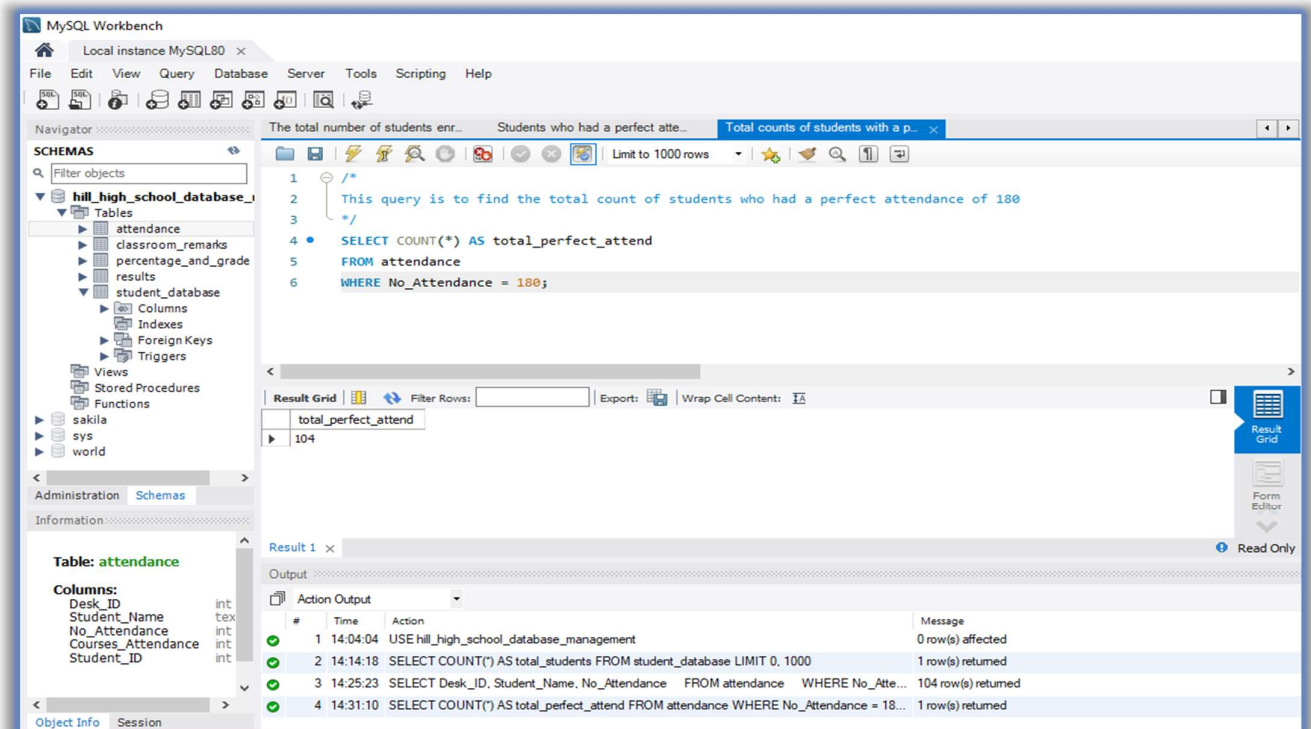 MySQL Workbench
Local instance MySQL80 ×
File Edit View Query Database Server Tools Scripting Help
Navigator
The total number of students enr... Students who had a perfect atte... Total counts of students with a p... ×
SCHEMAS
Limit to 1000 rows
Filter objects
hill_high_school_database_
Tables
attendance
classroom_remarks
percentage_and_grade
results
student_database
Columns
Indexes
Foreign Keys
Triggers
Views
Stored Procedures
Functions
sakila
sys
world
1 /*
2 This query is to find the total count of students who had a perfect attendance of 180
3 */
4 SELECT COUNT(*) AS total_perfect_attend
5 FROM attendance
6 WHERE No_Attendance = 180;
Result Grid Filter Rows: Export: Wrap Cell Content: IA
total_perfect_attend
104
Result Grid
Form Editor
Administration Schemas
Information
Table: attendance
Columns:
Desk_ID int
Student_Name tex
No_Attendance int
Courses_Attendance int
Student_ID int
Object Info Session
Result 1 ×
Read Only
Output
Action Output
# Time Action Message
1 14:04:04 USE hill_high_school_database_management 0 row(s) affected
2 14:14:18 SELECT COUNT(*) AS total_students FROM student_database LIMIT 0, 1000 1 row(s) returned
3 14:25:23 SELECT Desk_ID, Student_Name, No_Attendance FROM attendance WHERE No_Atte... 104 row(s) returned
4 14:31:10 SELECT COUNT(*) AS total_perfect_attend FROM attendance WHERE No_Attendance = 18... 1 row(s) returned